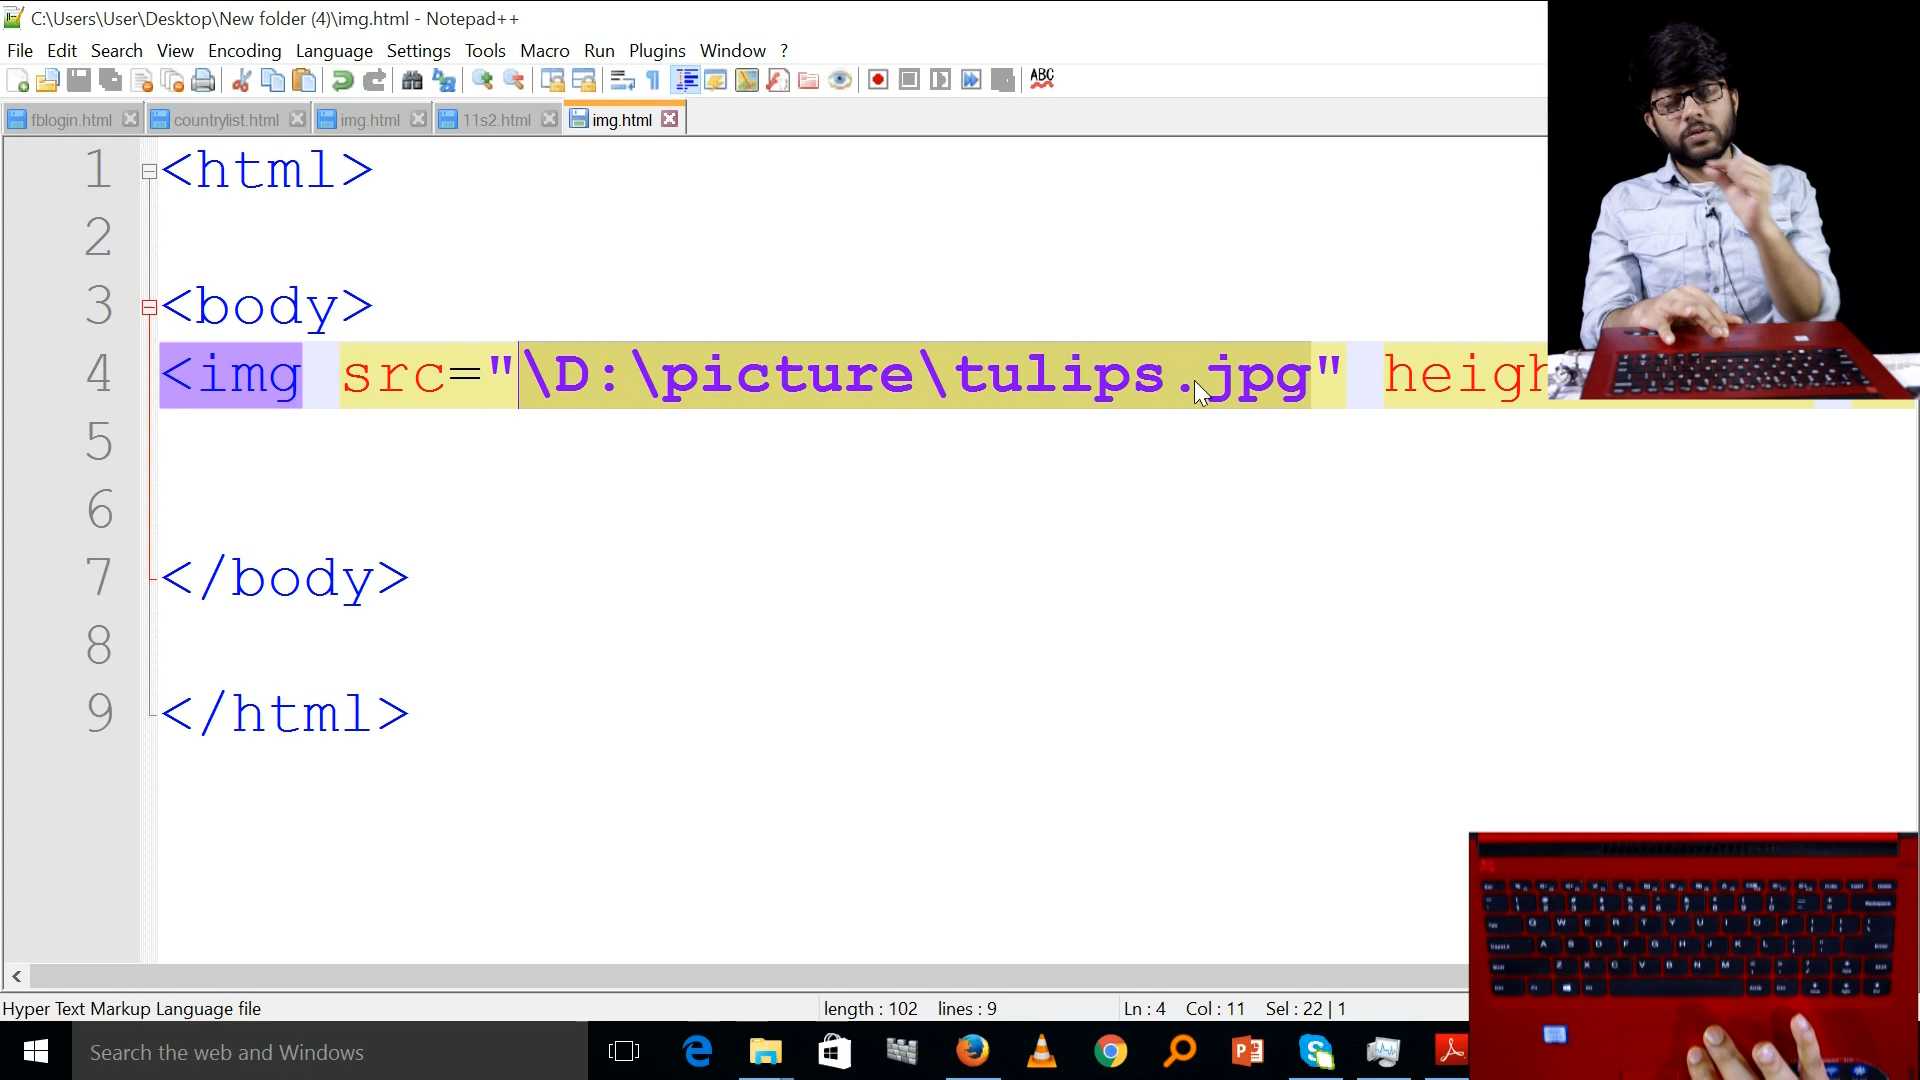 C:\Users\User\Desktop\New folder (4)\img.html - Notepad++
File Edit Search View Encoding Language Settings Tools Macro Run Plugins Window ?
ABC
fblogin.html countrylist.html img.html 11s2.html img.html
1 <html>
2
3 <body>
4 <img src="\D:\picture\tulips.jpg" heigh
5
6
7 </body>
8
9 </html>
Hyper Text Markup Language file length : 102 lines : 9 Ln : 4 Col : 11 Sel : 22 | 1
Search the web and Windows